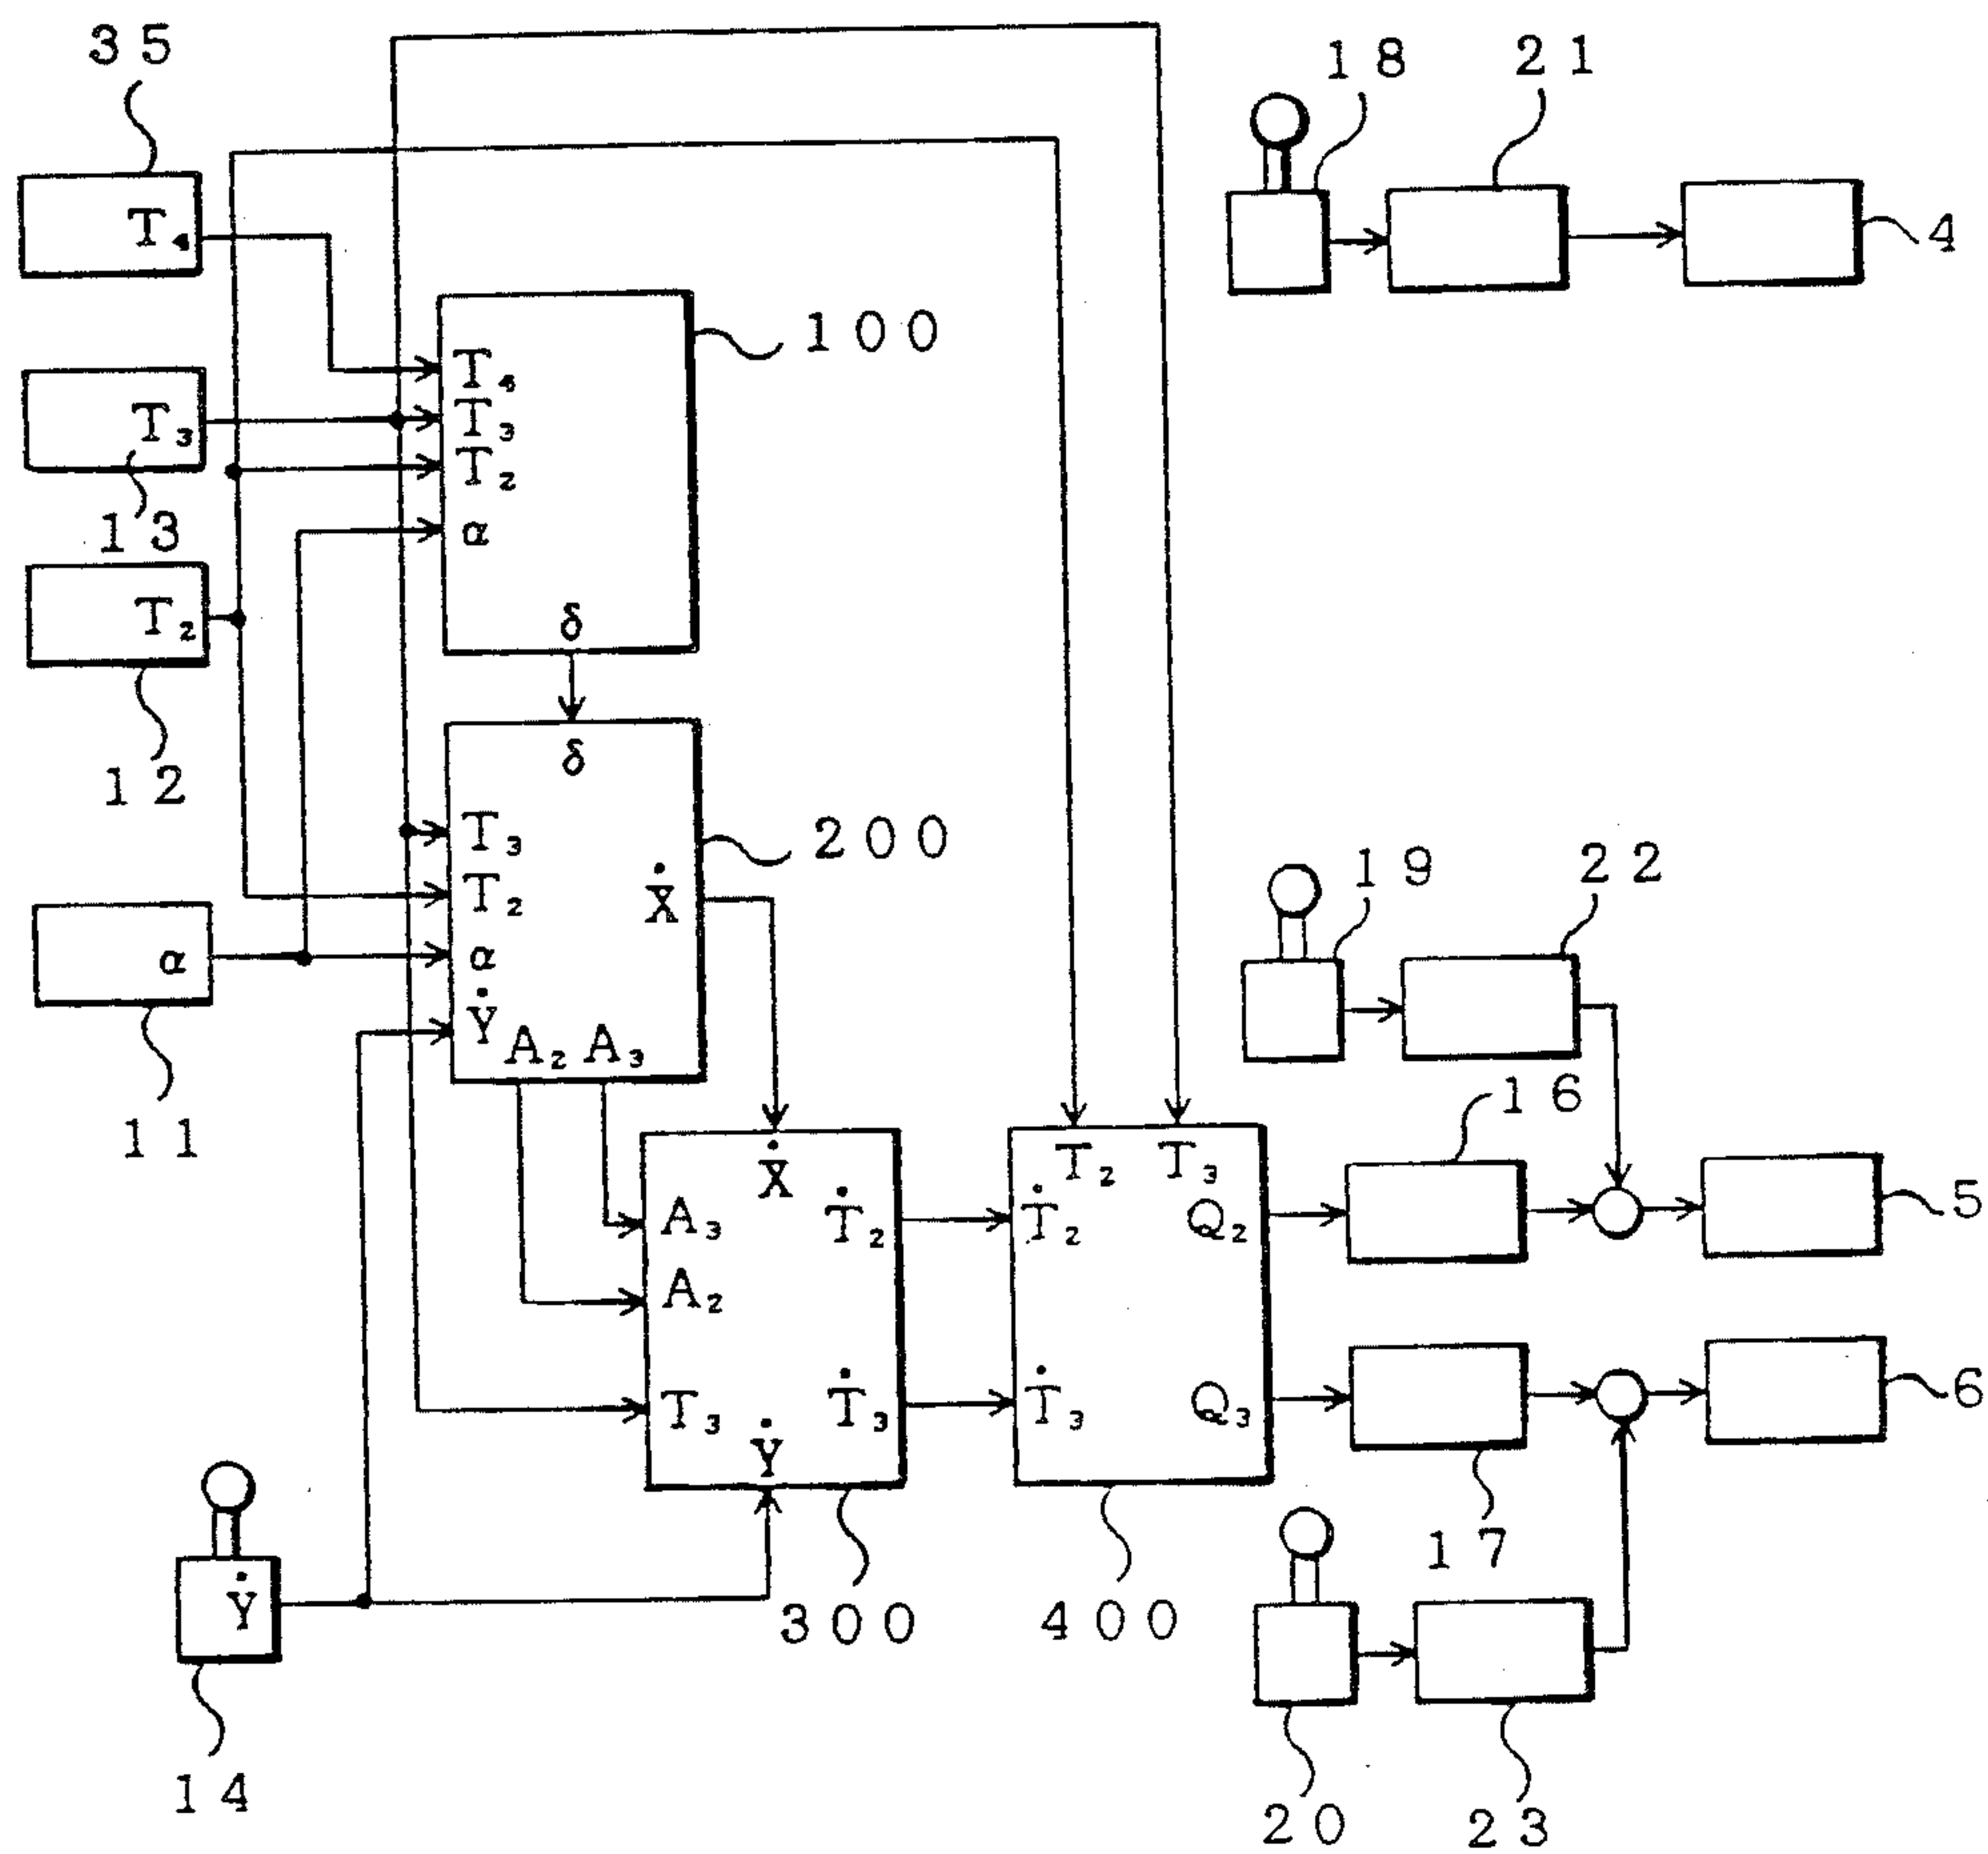 35
18
21
T₄
4
100
T₄
T₃
T₃
T₂
13
α
T₂
δ
12
δ
T₃
200
T₂
Ẋ
19
22
α
α
Ẏ
A₂ A₃
11
16
T₂ T₃
Ẋ
A₃
Ṫ₂
Ṫ₂
Q₂
5
A₂
T₃
Ṫ₃
Ṫ₃
Q₃
6
Ẏ
17
Ẏ
300
400
14
20
23